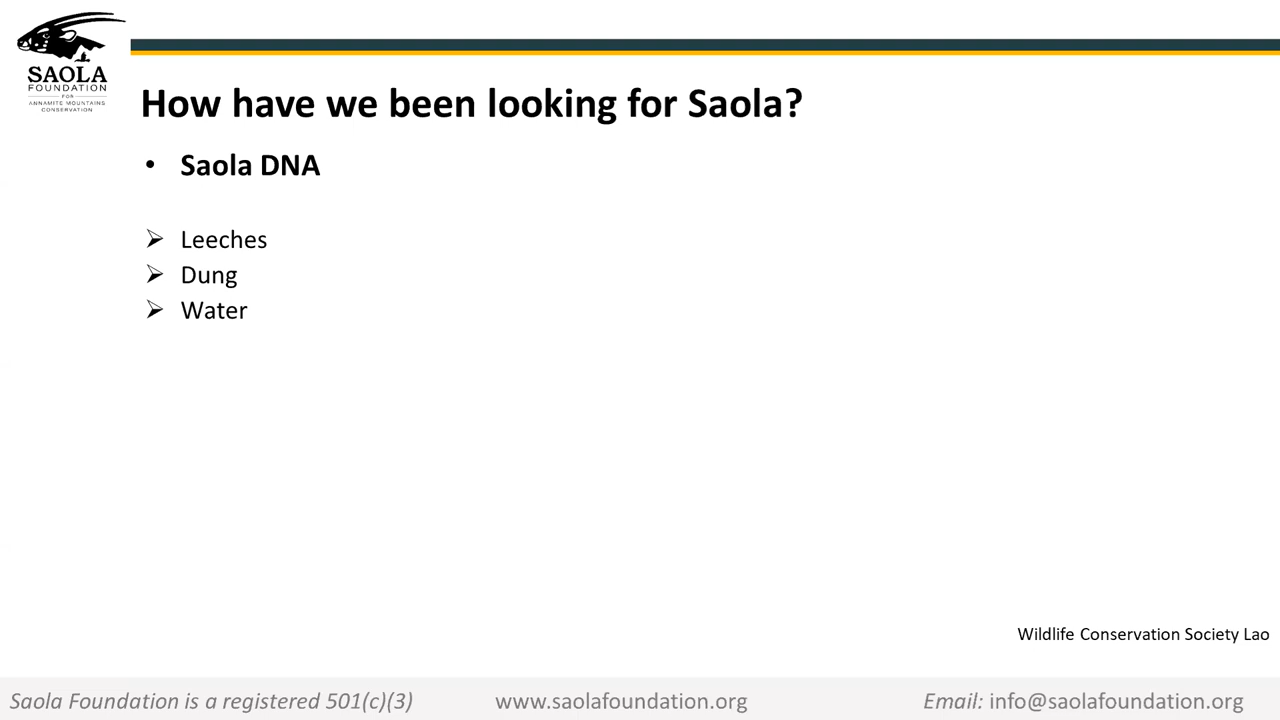 SAOLA
FOUNDATION
FOR
ANNAMITE MOUNTAINS
CONSERVATION
How have we been looking for Saola?
• Saola DNA
➢ Leeches
➢ Dung
➢ Water
Wildlife Conservation Society Lao
Saola Foundation is a registered 501(c)(3) www.saolafoundation.org Email: info@saolafoundation.org